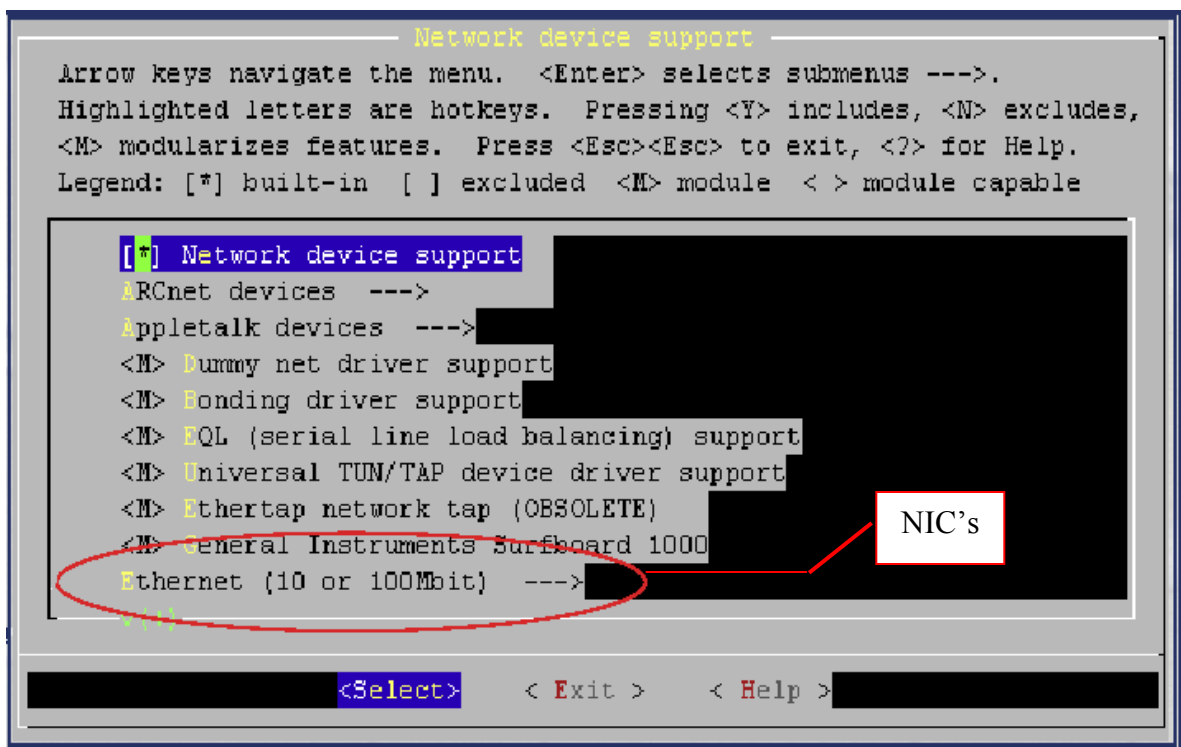 Network device support
Arrow keys navigate the menu.  <Enter> selects submenus --->.
Highlighted letters are hotkeys.  Pressing <Y> includes, <N> excludes,
<M> modularizes features.  Press <Esc><Esc> to exit, <?> for Help.
Legend: [*] built-in  [ ] excluded  <M> module  < > module capable
[*] Network device support
ARCnet devices  --->
Appletalk devices  --->
<M> Dummy net driver support
<M> Bonding driver support
<M> EQL (serial line load balancing) support
<M> Universal TUN/TAP device driver support
<M> Ethertap network tap (OBSOLETE)
<M> General Instruments Surfboard 1000
Ethernet (10 or 100Mbit)  --->
v(+)
NIC’s
<Select>    < Exit >    < Help >